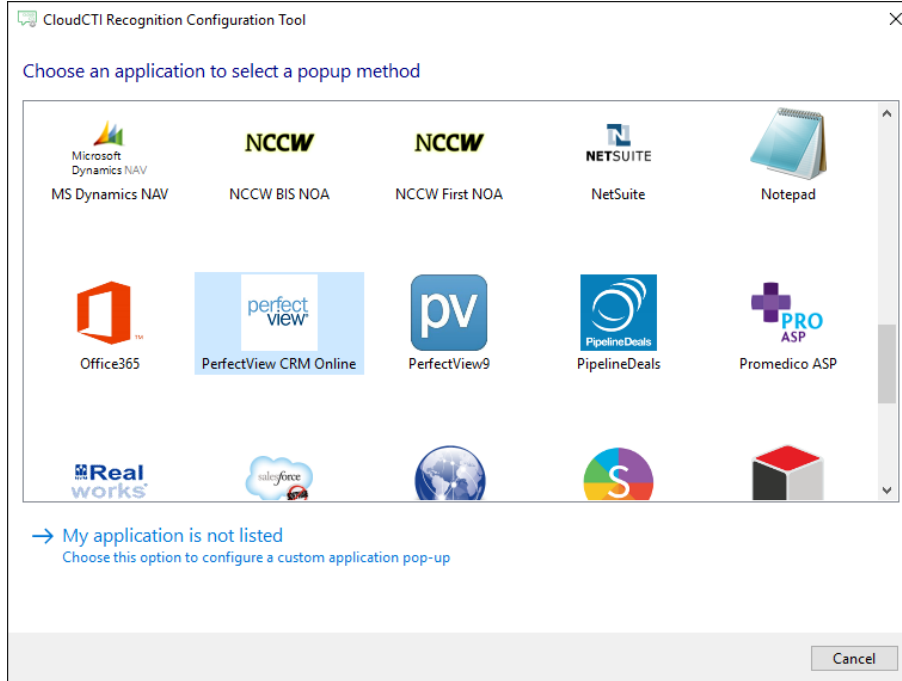 CloudCTI Recognition Configuration Tool
Choose an application to select a popup method
Microsoft
Dynamics NAV
MS Dynamics NAV
NCCW
NCCW BIS NOA
NCCW
NCCW First NOA
N
NETSUITE
NetSuite
Notepad
TM
Office365
perfect
view
PerfectView CRM Online
pv
PerfectView9
PipelineDeals
PipelineDeals
PRO
ASP
Promedico ASP
Real
works
salesforce
S
My application is not listed
Choose this option to configure a custom application pop-up
Cancel